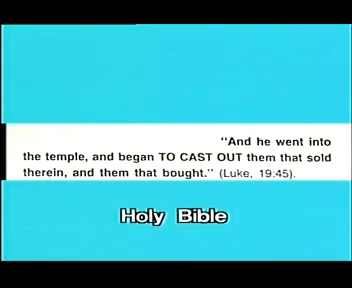 "And he went into
the temple, and began TO CAST OUT them that sold
therein, and them that bought." (Luke, 19:45).
Holy Bible